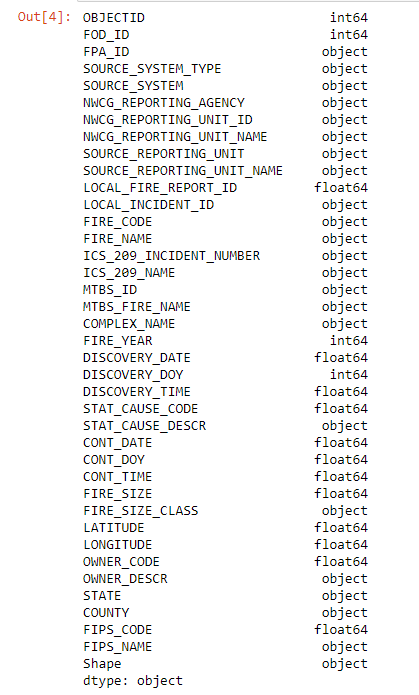 Out[4]: OBJECTID int64
FOD_ID int64
FPA_ID object
SOURCE_SYSTEM_TYPE object
SOURCE_SYSTEM object
NWCG_REPORTING_AGENCY object
NWCG_REPORTING_UNIT_ID object
NWCG_REPORTING_UNIT_NAME object
SOURCE_REPORTING_UNIT object
SOURCE_REPORTING_UNIT_NAME object
LOCAL_FIRE_REPORT_ID float64
LOCAL_INCIDENT_ID object
FIRE_CODE object
FIRE_NAME object
ICS_209_INCIDENT_NUMBER object
ICS_209_NAME object
MTBS_ID object
MTBS_FIRE_NAME object
COMPLEX_NAME object
FIRE_YEAR int64
DISCOVERY_DATE float64
DISCOVERY_DOY int64
DISCOVERY_TIME float64
STAT_CAUSE_CODE float64
STAT_CAUSE_DESCR object
CONT_DATE float64
CONT_DOY float64
CONT_TIME float64
FIRE_SIZE float64
FIRE_SIZE_CLASS object
LATITUDE float64
LONGITUDE float64
OWNER_CODE float64
OWNER_DESCR object
STATE object
COUNTY object
FIPS_CODE float64
FIPS_NAME object
Shape object
dtype: object